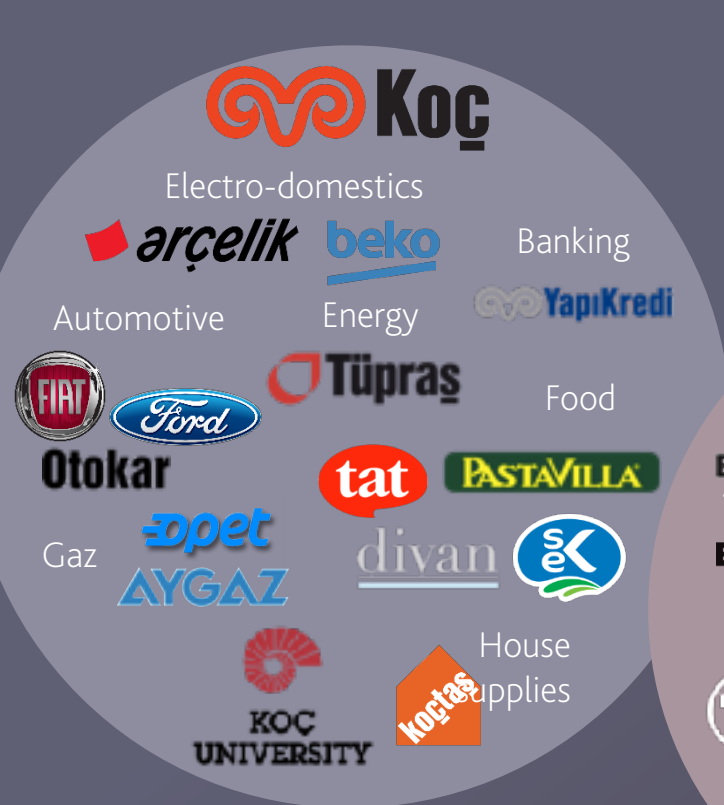 Koç
Electro-domestics
arçelik
beko
Banking
YapıKredi
Automotive
Energy
FIAT
Ford
Tüpraş
Food
Otokar
tat
PASTAVILLA
opet
Gaz
AYGAZ
divan
sek
House
supplies
koçtaş
KOÇ
UNIVERSITY